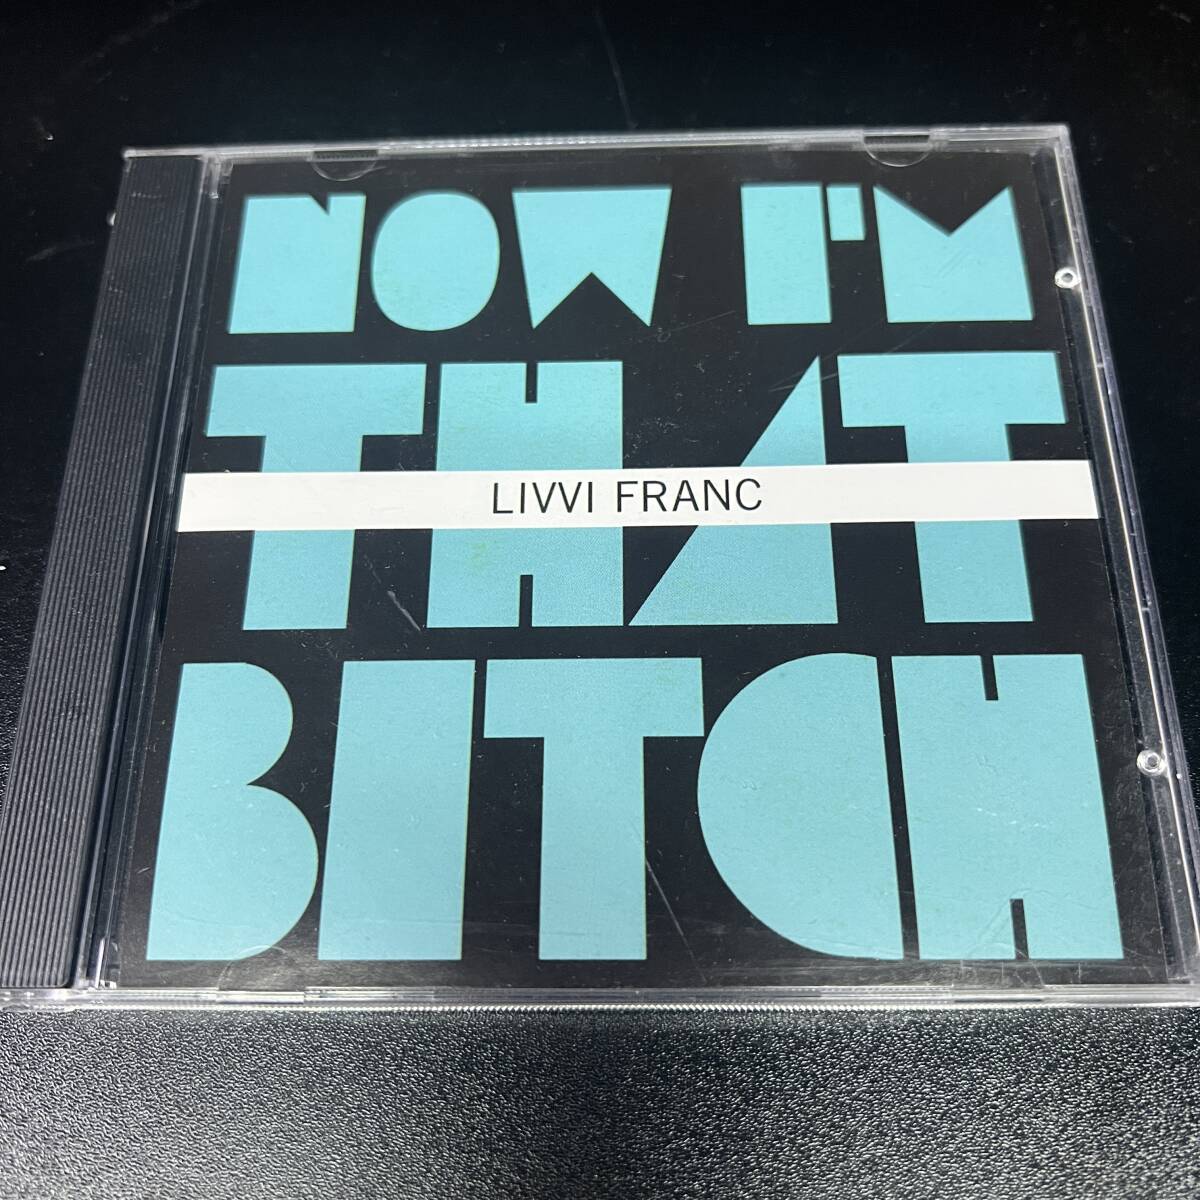 NOW I'M
THAT
LIVVI FRANC
BITCH